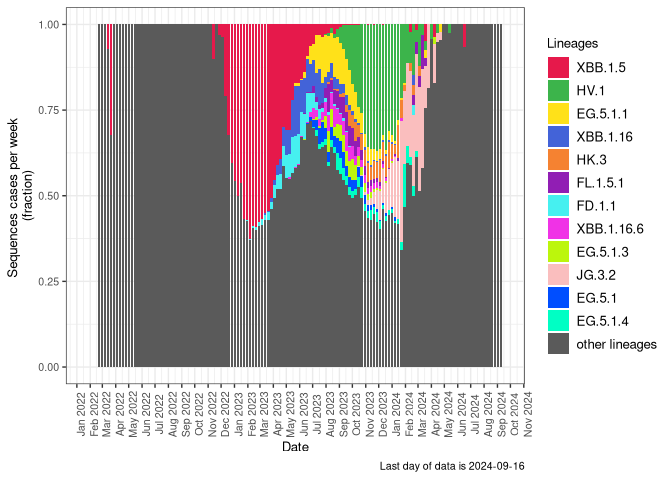 1.00
0.75
0.50
0.25
0.00
Sequences cases per week
(fraction)
Jan 2022
Feb 2022
Mar 2022
Apr 2022
May 2022
Jun 2022
Jul 2022
Aug 2022
Sep 2022
Oct 2022
Nov 2022
Dec 2022
Jan 2023
Feb 2023
Mar 2023
Apr 2023
May 2023
Jun 2023
Jul 2023
Aug 2023
Sep 2023
Oct 2023
Nov 2023
Dec 2023
Jan 2024
Feb 2024
Mar 2024
Apr 2024
May 2024
Jun 2024
Jul 2024
Aug 2024
Sep 2024
Oct 2024
Nov 2024
Date
Lineages
XBB.1.5
HV.1
EG.5.1.1
XBB.1.16
HK.3
FL.1.5.1
FD.1.1
XBB.1.16.6
EG.5.1.3
JG.3.2
EG.5.1
EG.5.1.4
other lineages
Last day of data is 2024-09-16